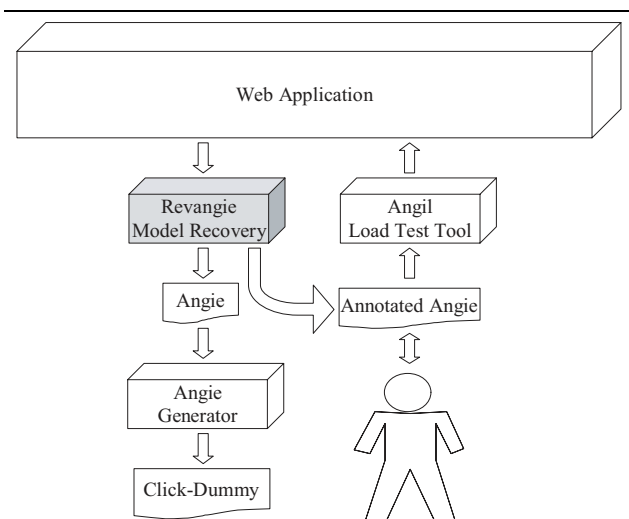 Web Application
Revangie
Model Recovery
Angil
Load Test Tool
Angie
Annotated Angie
Angie
Generator
Click-Dummy